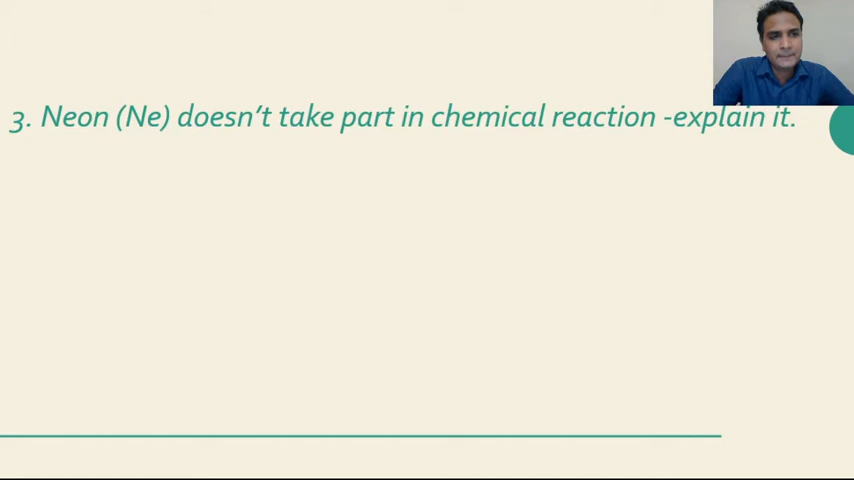 3. Neon (Ne) doesn't take part in chemical reaction -explain it.